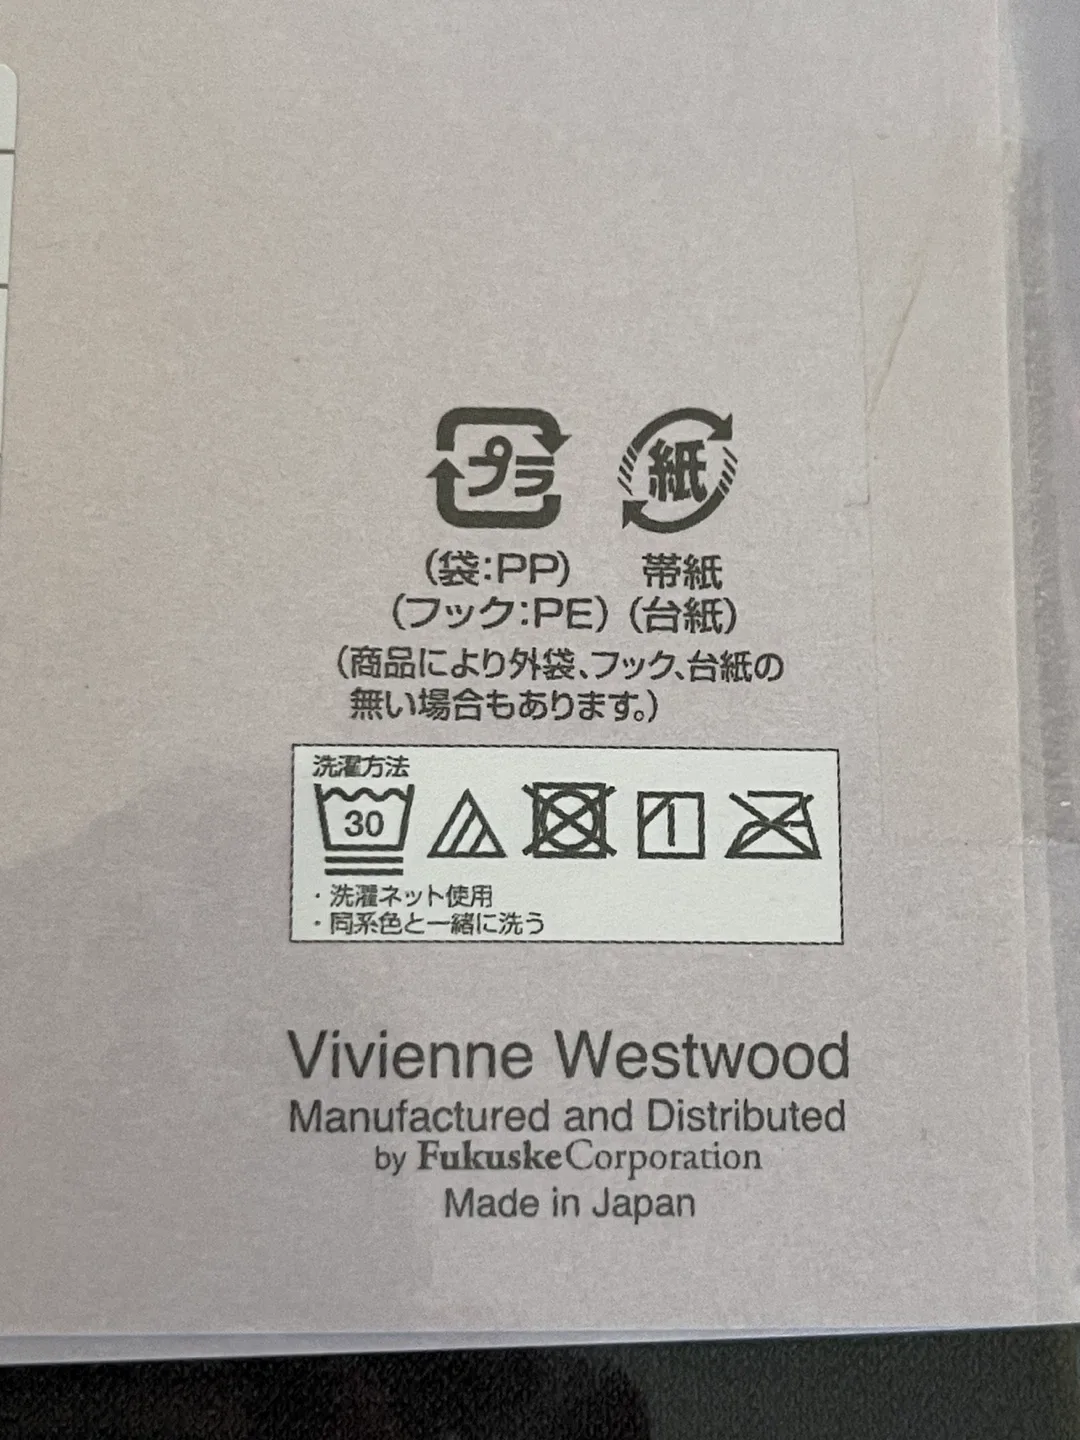 プラ 紙
(袋:PP) 帯紙
(フック:PE) (台紙)
(商品により外袋、フック、台紙の
無い場合もあります。)
洗濯方法
30
・洗濯ネット使用
・同系色と一緒に洗う
Vivienne Westwood
Manufactured and Distributed
by Fukuske Corporation
Made in Japan